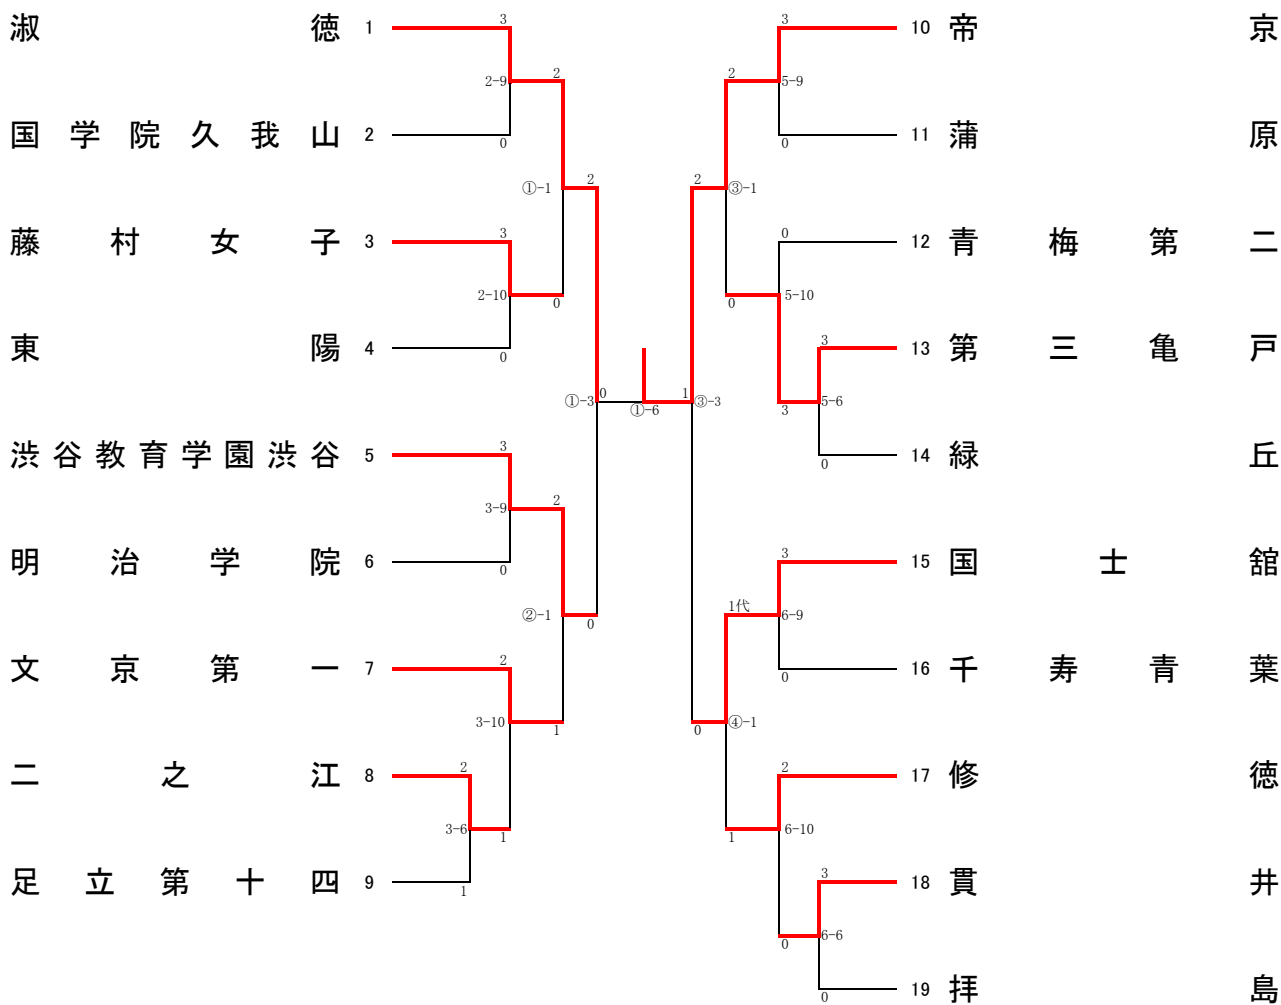 淑徳 1
3
2-9
2
国学院久我山 2
0
①-1
2
藤村女子 3
3
2-10
0
東陽 4
0
①-3
0
渋谷教育学園渋谷 5
3
3-9
2
明治学院 6
0
②-1
0
文京第一 7
2
3-10
1
二之江 8
2
3-6
1
足立第十四 9
1
①-6
10 帝京
3
2
5-9
11 蒲原
0
2
③-1
12 青梅第二
0
0
5-10
13 第三亀戸
3
1
③-3
3
5-6
14 緑丘
0
15 国士舘
3
1代
6-9
16 千寿青葉
0
0
④-1
17 修徳
2
1
6-10
18 貫井
3
0
6-6
19 拝島
0